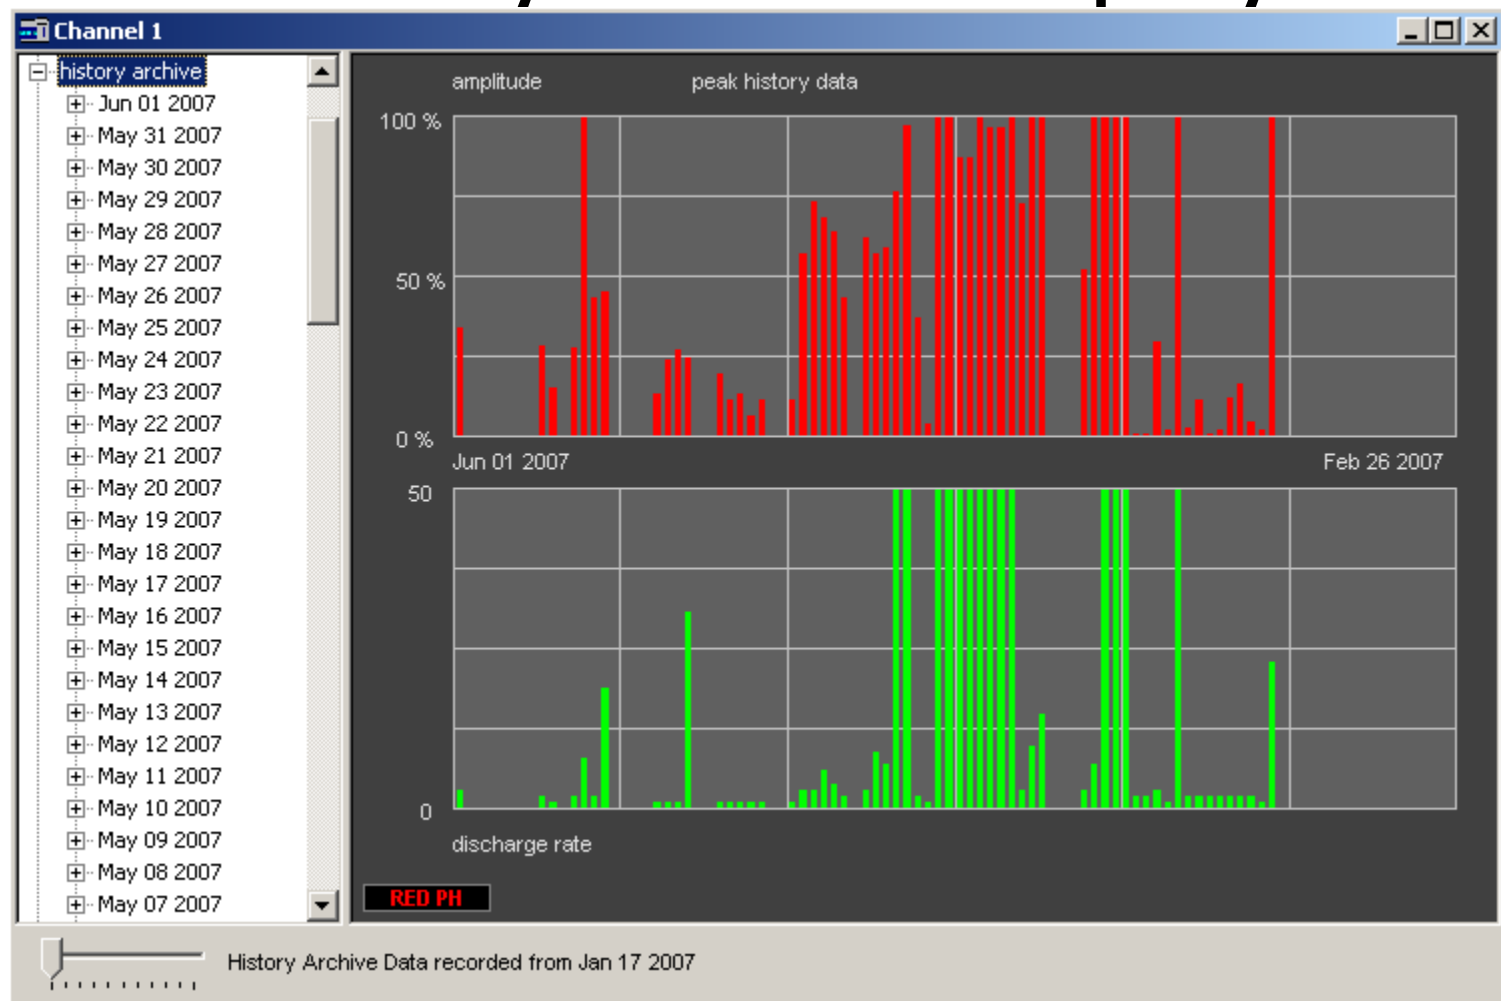 Channel 1
history archive
Jun 01 2007
May 31 2007
May 30 2007
May 29 2007
May 28 2007
May 27 2007
May 26 2007
May 25 2007
May 24 2007
May 23 2007
May 22 2007
May 21 2007
May 20 2007
May 19 2007
May 18 2007
May 17 2007
May 16 2007
May 15 2007
May 14 2007
May 13 2007
May 12 2007
May 11 2007
May 10 2007
May 09 2007
May 08 2007
May 07 2007
amplitude peak history data
100 %
50 %
0 %
Jun 01 2007 Feb 26 2007
50
0
discharge rate
RED PH
History Archive Data recorded from Jan 17 2007